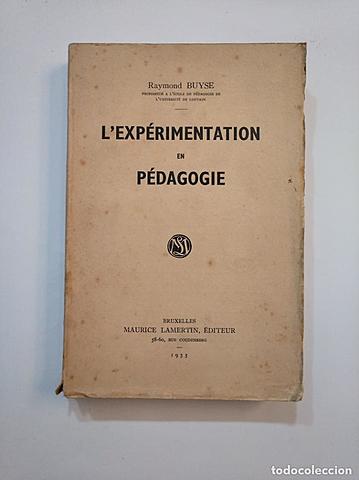 Raymond BUYSE
PROFESSEUR A L'ÉCOLE DE PÉDAGOGIE DE
L'UNIVERSITÉ DE LOUVAIN
L'EXPÉRIMENTATION
EN
PÉDAGOGIE
BRUXELLES
MAURICE LAMERTIN, ÉDITEUR
58-60, RUE COUDENBERG
1933
todocoleccion